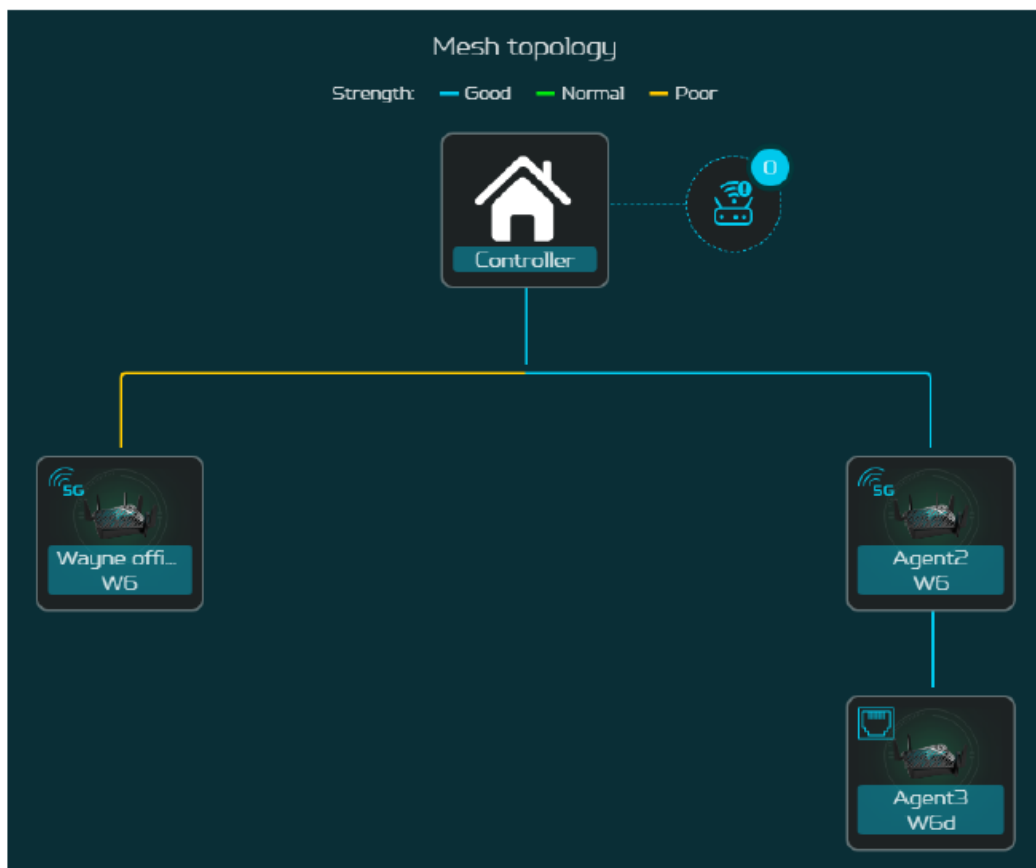 Mesh topology
Strength: Good Normal Poor
0
Controller
5G
Wayne offi...
W6
5G
Agent2
W6
Agent3
W6d